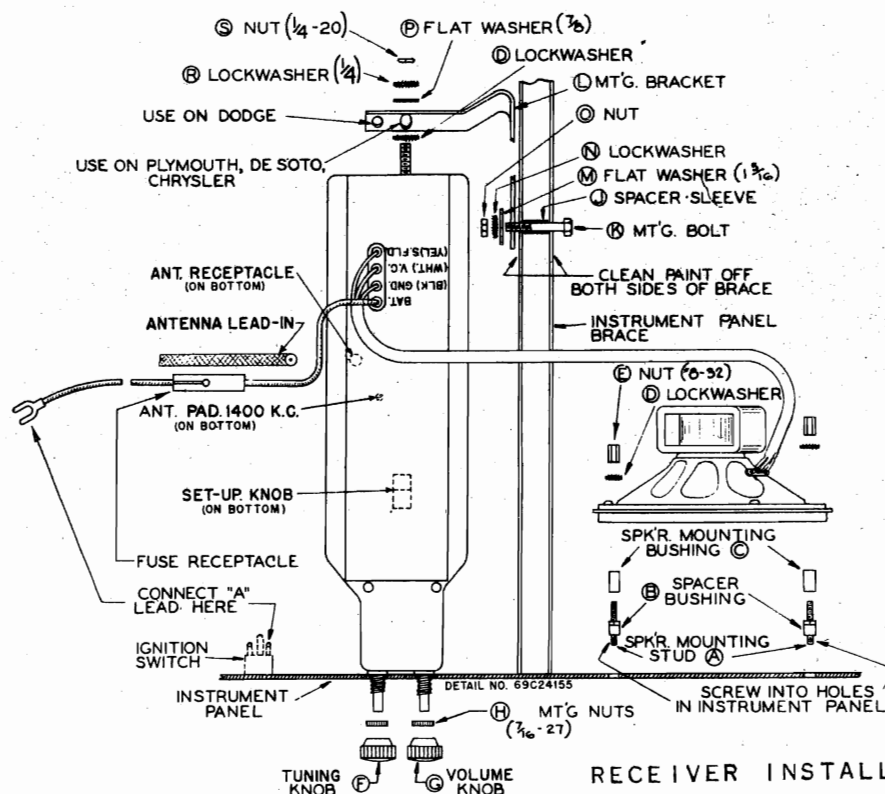 Ⓢ NUT (1/4-20)
Ⓟ FLAT WASHER (7/8)
Ⓓ LOCKWASHER
Ⓡ LOCKWASHER (1/4)
Ⓛ MT'G. BRACKET
USE ON DODGE
Ⓞ NUT
USE ON PLYMOUTH, DE SOTO,
CHRYSLER
Ⓝ LOCKWASHER
Ⓜ FLAT WASHER (1 5/16)
Ⓙ SPACER SLEEVE
Ⓚ MT'G. BOLT
(YEL) S. FLD.
(WHT.) V.C.
(BLK) GND
BAT.
ANT. RECEPTACLE
(ON BOTTOM)
CLEAN PAINT OFF
BOTH SIDES OF BRACE
ANTENNA LEAD-IN
INSTRUMENT PANEL
BRACE
Ⓔ NUT (#8-32)
Ⓓ LOCKWASHER
ANT. PAD. 1400 K.C.
(ON BOTTOM)
SET-UP KNOB
(ON BOTTOM)
FUSE RECEPTACLE
SPK'R. MOUNTING
BUSHING Ⓒ
CONNECT "A"
LEAD HERE
Ⓑ SPACER
BUSHING
IGNITION
SWITCH
SPK'R. MOUNTING
STUD Ⓐ
INSTRUMENT
PANEL
DETAIL NO. 69C24155
SCREW INTO HOLES
IN INSTRUMENT PANEL
Ⓗ MT'G NUTS
(7/16-27)
TUNING
KNOB Ⓕ
Ⓖ VOLUME
KNOB
RECEIVER INSTALL